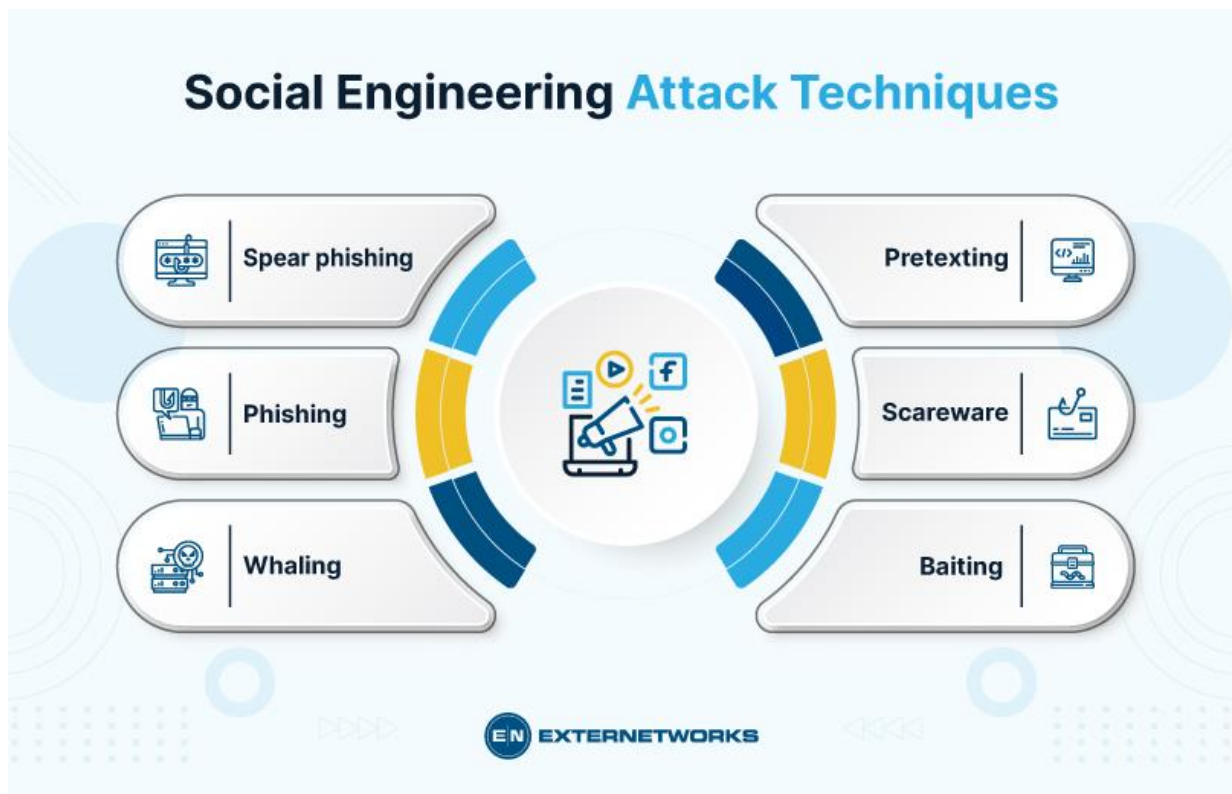 Social Engineering Attack Techniques
Spear phishing
Phishing
Whaling
Pretexting
</>
Scareware
Baiting
EN EXTERNETWORKS